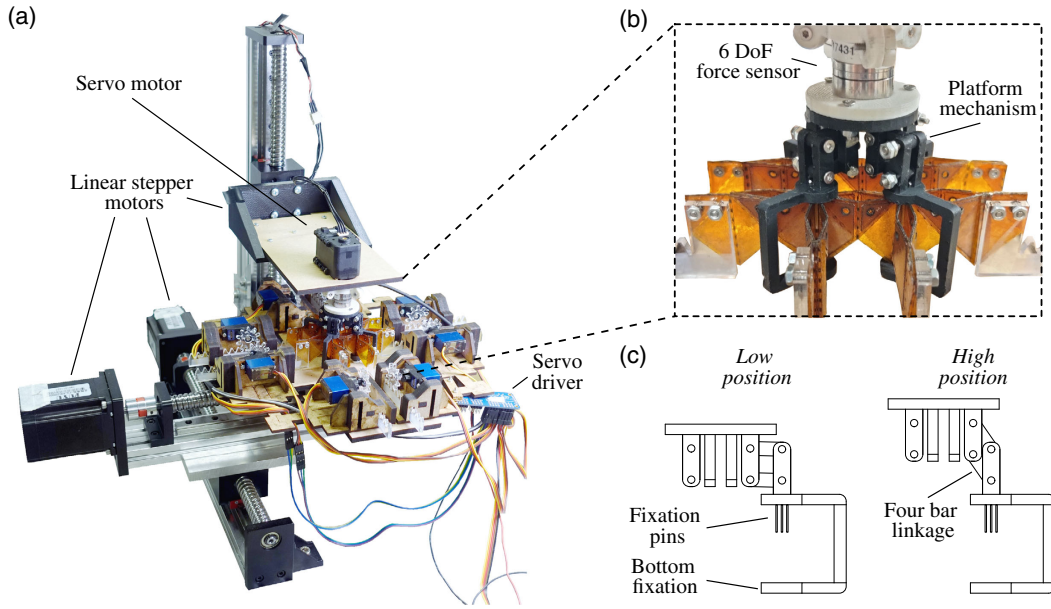 (a)
Servo motor
Linear stepper
motors
Servo
driver
(b)
17431
6 DoF
force sensor
Platform
mechanism
(c)
Low
position
High
position
Fixation
pins
Bottom
fixation
Four bar
linkage